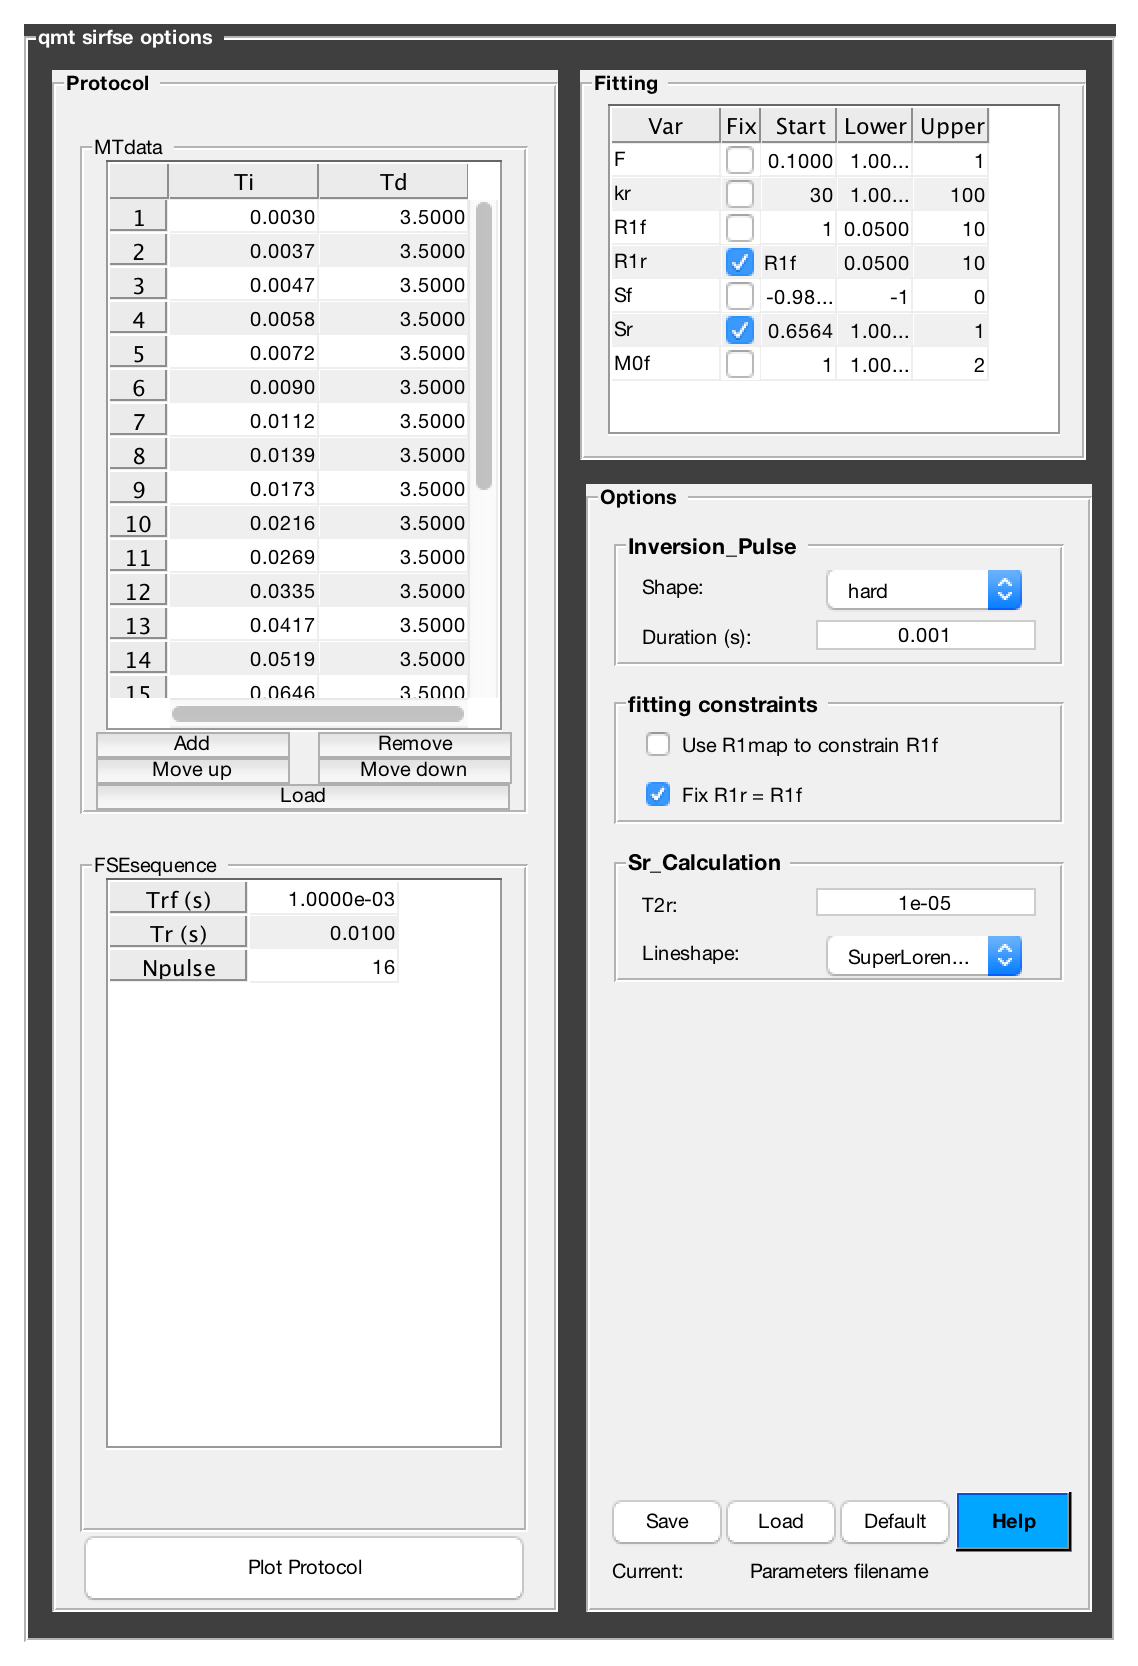 qmt sirfse options
Protocol
MTdata
Ti Td
1 0.0030 3.5000
2 0.0037 3.5000
3 0.0047 3.5000
4 0.0058 3.5000
5 0.0072 3.5000
6 0.0090 3.5000
7 0.0112 3.5000
8 0.0139 3.5000
9 0.0173 3.5000
10 0.0216 3.5000
11 0.0269 3.5000
12 0.0335 3.5000
13 0.0417 3.5000
14 0.0519 3.5000
15 0.0646 3.5000
Add Remove
Move up Move down
Load
FSEsequence
Trf (s) 1.0000e-03
Tr (s) 0.0100
Npulse 16
Plot Protocol
Fitting
Var Fix Start Lower Upper
F 0.1000 1.00... 1
kr 30 1.00... 100
R1f 1 0.0500 10
R1r R1f 0.0500 10
Sf -0.98... -1 0
Sr 0.6564 1.00... 1
M0f 1 1.00... 2
Options
Inversion_Pulse
Shape: hard
Duration (s): 0.001
fitting constraints
Use R1map to constrain R1f
Fix R1r = R1f
Sr_Calculation
T2r: 1e-05
Lineshape: SuperLoren...
Save Load Default Help
Current: Parameters filename